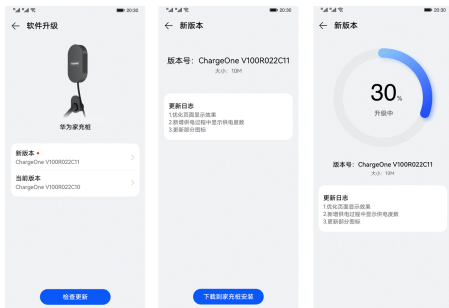 20:30
← 软件升级
华为家充桩
新版本
ChargeOne V100R022C11
当前版本
ChargeOne V100R022C10
检查更新
20:30
← 新版本
版本号：ChargeOne V100R022C11
大小：10M
更新日志
1.优化页面显示效果
2.新增供电过程中显示供电度数
3.更新部分图标
下载到家充桩安装
20:30
← 新版本
30%
升级中
版本号：ChargeOne V100R022C11
大小：10M
更新日志
1.优化页面显示效果
2.新增供电过程中显示供电度数
3.更新部分图标